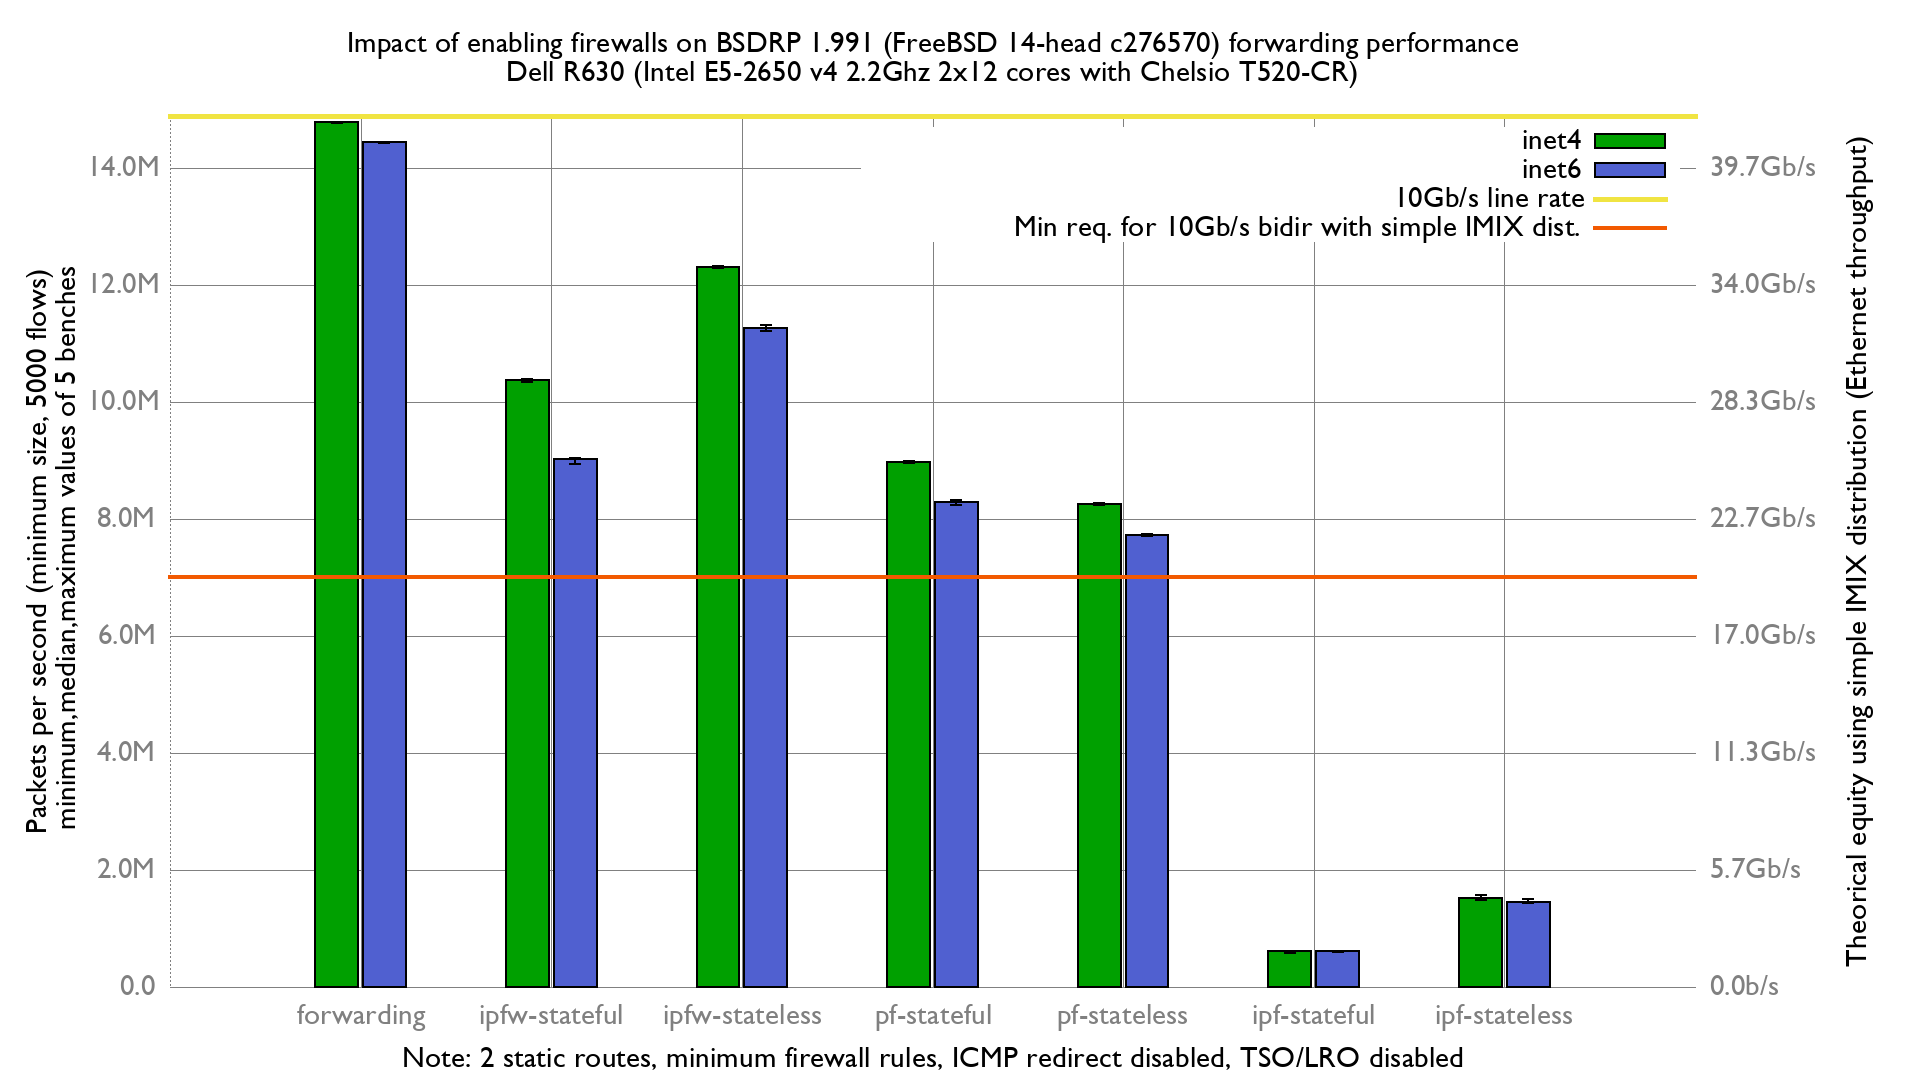 Impact of enabling firewalls on BSDRP 1.991 (FreeBSD 14-head c276570) forwarding performance
Dell R630 (Intel E5-2650 v4 2.2Ghz 2x12 cores with Chelsio T520-CR)
inet4
inet6
10Gb/s line rate
Min req. for 10Gb/s bidir with simple IMIX dist.
Packets per second (minimum size, 5000 flows)
minimum,median,maximum values of 5 benches
14.0M
12.0M
10.0M
8.0M
6.0M
4.0M
2.0M
0.0
39.7Gb/s
34.0Gb/s
28.3Gb/s
22.7Gb/s
17.0Gb/s
11.3Gb/s
5.7Gb/s
0.0b/s
Theorical equity using simple IMIX distribution (Ethernet throughput)
forwarding
ipfw-stateful
ipfw-stateless
pf-stateful
pf-stateless
ipf-stateful
ipf-stateless
Note: 2 static routes, minimum firewall rules, ICMP redirect disabled, TSO/LRO disabled